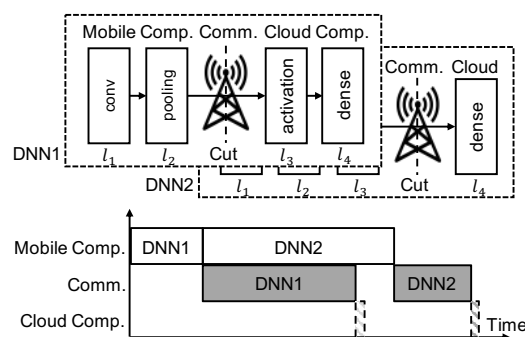 Mobile Comp. Comm. Cloud Comp.
conv
pooling
activation
dense
Comm. Cloud
dense
DNN1 l₁ l₂ Cut l₃ l₄
DNN2 l₁ l₂ l₃ Cut l₄
Mobile Comp. DNN1 DNN2
Comm. DNN1 DNN2
Cloud Comp. Time